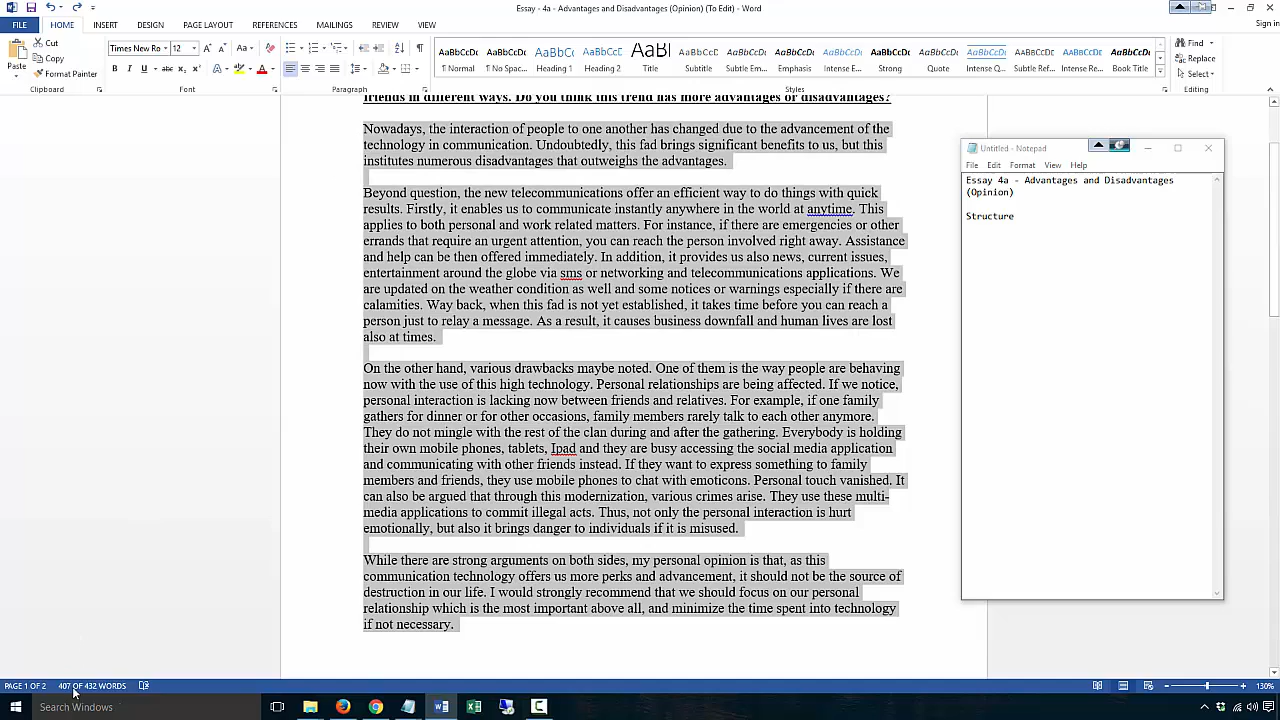 Essay - 4a - Advantages and Disadvantages (Opinion) (To Edit) - Word
Sign in
FILE HOME INSERT DESIGN PAGE LAYOUT REFERENCES MAILINGS REVIEW VIEW
Paste
Cut
Copy
Format Painter
Clipboard
Times New Ro 12
Font
Paragraph
AaBbCcDc ¶ Normal
AaBbCcDc ¶ No Spac...
AaBbCc Heading 1
AaBbCcD Heading 2
AaBl Title
AaBbCcD Subtitle
AaBbCcDc Subtle Em...
AaBbCcDt Emphasis
AaBbCcDt Intense E...
AaBbCcDt Strong
AaBbCcDt Quote
AaBbCcDt Intense Q...
AaBbCcDt Subtle Ref...
AaBbCcDt Intense Re...
AaBbCcDt Book Title
Styles
Find
Replace
Select
Editing
friends in different ways. Do you think this trend has more advantages or disadvantages?
Nowadays, the interaction of people to one another has changed due to the advancement of the
technology in communication. Undoubtedly, this fad brings significant benefits to us, but this
institutes numerous disadvantages that outweighs the advantages.
Beyond question, the new telecommunications offer an efficient way to do things with quick
results. Firstly, it enables us to communicate instantly anywhere in the world at anytime. This
applies to both personal and work related matters. For instance, if there are emergencies or other
errands that require an urgent attention, you can reach the person involved right away. Assistance
and help can be then offered immediately. In addition, it provides us also news, current issues,
entertainment around the globe via sms or networking and telecommunications applications. We
are updated on the weather condition as well and some notices or warnings especially if there are
calamities. Way back, when this fad is not yet established, it takes time before you can reach a
person just to relay a message. As a result, it causes business downfall and human lives are lost
also at times.
On the other hand, various drawbacks maybe noted. One of them is the way people are behaving
now with the use of this high technology. Personal relationships are being affected. If we notice,
personal interaction is lacking now between friends and relatives. For example, if one family
gathers for dinner or for other occasions, family members rarely talk to each other anymore.
They do not mingle with the rest of the clan during and after the gathering. Everybody is holding
their own mobile phones, tablets, Ipad and they are busy accessing the social media application
and communicating with other friends instead. If they want to express something to family
members and friends, they use mobile phones to chat with emoticons. Personal touch vanished. It
can also be argued that through this modernization, various crimes arise. They use these multi-
media applications to commit illegal acts. Thus, not only the personal interaction is hurt
emotionally, but also it brings danger to individuals if it is misused.
While there are strong arguments on both sides, my personal opinion is that, as this
communication technology offers us more perks and advancement, it should not be the source of
destruction in our life. I would strongly recommend that we should focus on our personal
relationship which is the most important above all, and minimize the time spent into technology
if not necessary.
Untitled - Notepad
File Edit Format View Help
Essay 4a - Advantages and Disadvantages
(Opinion)
Structure
PAGE 1 OF 2 407 OF 432 WORDS
130%
Search Windows